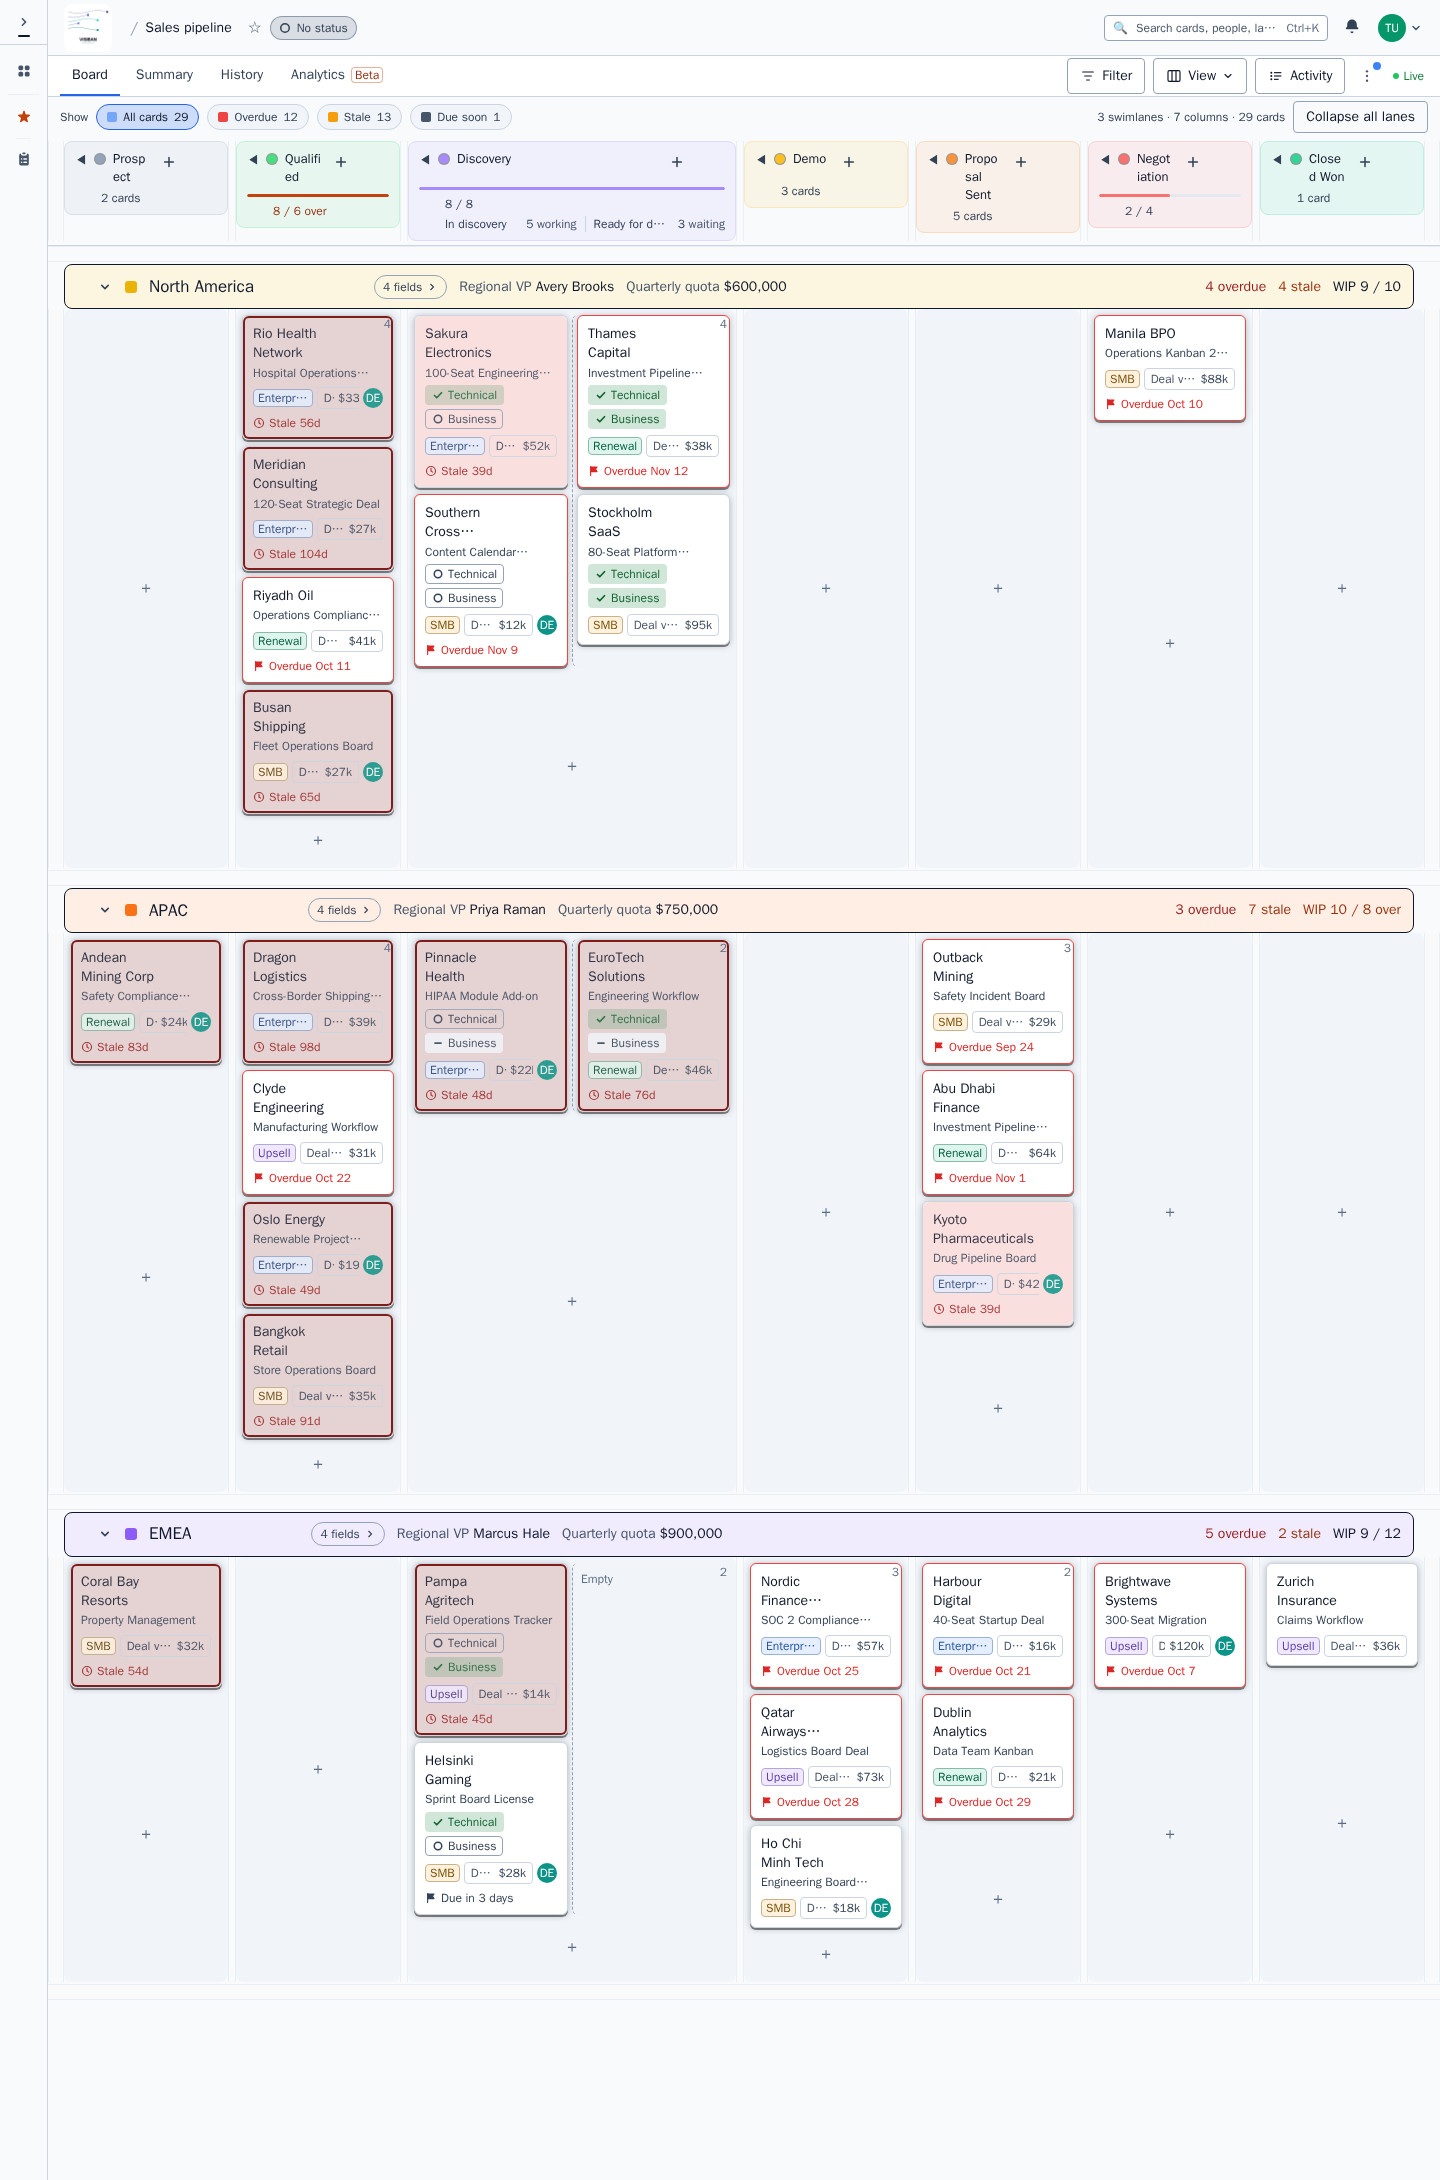 / Sales pipeline ☆ No status
Search cards, people, la··· Ctrl+K
TU
Board Summary History Analytics Beta
Filter View Activity Live
Show All cards 29 Overdue 12 Stale 13 Due soon 1
3 swimlanes · 7 columns · 29 cards Collapse all lanes
Prosp
ect
2 cards
Qualifi
ed
8 / 6 over
Discovery
8 / 8
In discovery 5 working Ready for d··· 3 waiting
Demo
3 cards
Propo
sal
Sent
5 cards
Negot
iation
2 / 4
Close
d Won
1 card
North America 4 fields Regional VP Avery Brooks Quarterly quota $600,000 4 overdue 4 stale WIP 9 / 10
4
Rio Health
Network
Hospital Operations···
Enterpr··· D· $33 DE
Stale 56d
Meridian
Consulting
120-Seat Strategic Deal
Enterpr··· D··· $27k
Stale 104d
Riyadh Oil
Operations Complianc···
Renewal D··· $41k
Overdue Oct 11
Busan
Shipping
Fleet Operations Board
SMB D··· $27k DE
Stale 65d
Sakura
Electronics
100-Seat Engineering···
Technical
Business
Enterpr··· D··· $52k
Stale 39d
Southern
Cross···
Content Calendar···
Technical
Business
SMB D··· $12k DE
Overdue Nov 9
4
Thames
Capital
Investment Pipeline···
Technical
Business
Renewal De··· $38k
Overdue Nov 12
Stockholm
SaaS
80-Seat Platform···
Technical
Business
SMB Deal v··· $95k
Manila BPO
Operations Kanban 2···
SMB Deal v··· $88k
Overdue Oct 10
APAC 4 fields Regional VP Priya Raman Quarterly quota $750,000 3 overdue 7 stale WIP 10 / 8 over
Andean
Mining Corp
Safety Compliance···
Renewal D· $24k DE
Stale 83d
4
Dragon
Logistics
Cross-Border Shipping···
Enterpr··· D··· $39k
Stale 98d
Clyde
Engineering
Manufacturing Workflow
Upsell Deal··· $31k
Overdue Oct 22
Oslo Energy
Renewable Project···
Enterpr··· D· $19 DE
Stale 49d
Bangkok
Retail
Store Operations Board
SMB Deal v··· $35k
Stale 91d
Pinnacle
Health
HIPAA Module Add-on
Technical
Business
Enterpr··· D· $22 DE
Stale 48d
2
EuroTech
Solutions
Engineering Workflow
Technical
Business
Renewal De··· $46k
Stale 76d
3
Outback
Mining
Safety Incident Board
SMB Deal v··· $29k
Overdue Sep 24
Abu Dhabi
Finance
Investment Pipeline···
Renewal D··· $64k
Overdue Nov 1
Kyoto
Pharmaceuticals
Drug Pipeline Board
Enterpr··· D· $42 DE
Stale 39d
EMEA 4 fields Regional VP Marcus Hale Quarterly quota $900,000 5 overdue 2 stale WIP 9 / 12
Coral Bay
Resorts
Property Management
SMB Deal v··· $32k
Stale 54d
Pampa
Agritech
Field Operations Tracker
Technical
Business
Upsell Deal ··· $14k
Stale 45d
Helsinki
Gaming
Sprint Board License
Technical
Business
SMB D··· $28k DE
Due in 3 days
Empty 2
3
Nordic
Finance···
SOC 2 Compliance···
Enterpr··· D··· $57k
Overdue Oct 25
Qatar
Airways···
Logistics Board Deal
Upsell Deal··· $73k
Overdue Oct 28
Ho Chi
Minh Tech
Engineering Board···
SMB D··· $18k DE
2
Harbour
Digital
40-Seat Startup Deal
Enterpr··· D··· $16k
Overdue Oct 21
Dublin
Analytics
Data Team Kanban
Renewal D··· $21k
Overdue Oct 29
Brightwave
Systems
300-Seat Migration
Upsell D $120k DE
Overdue Oct 7
Zurich
Insurance
Claims Workflow
Upsell Deal··· $36k